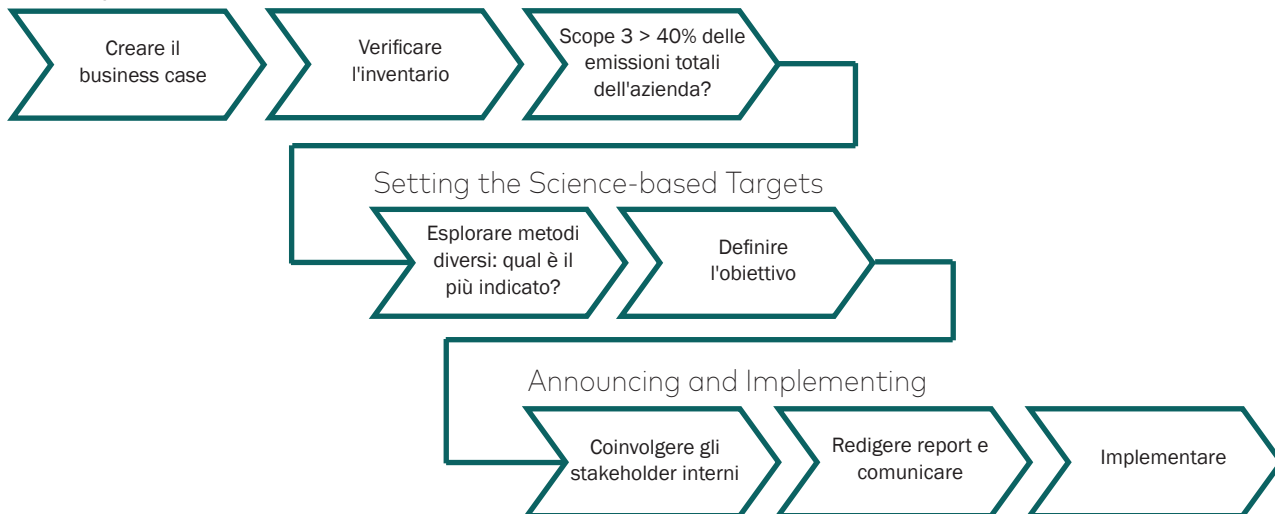 Creare il
business case
Verificare
l'inventario
Scope 3 > 40% delle
emissioni totali
dell'azienda?
Setting the Science-based Targets
Esplorare metodi
diversi: qual è il
più indicato?
Definire
l'obiettivo
Announcing and Implementing
Coinvolgere gli
stakeholder interni
Redigere report e
comunicare
Implementare